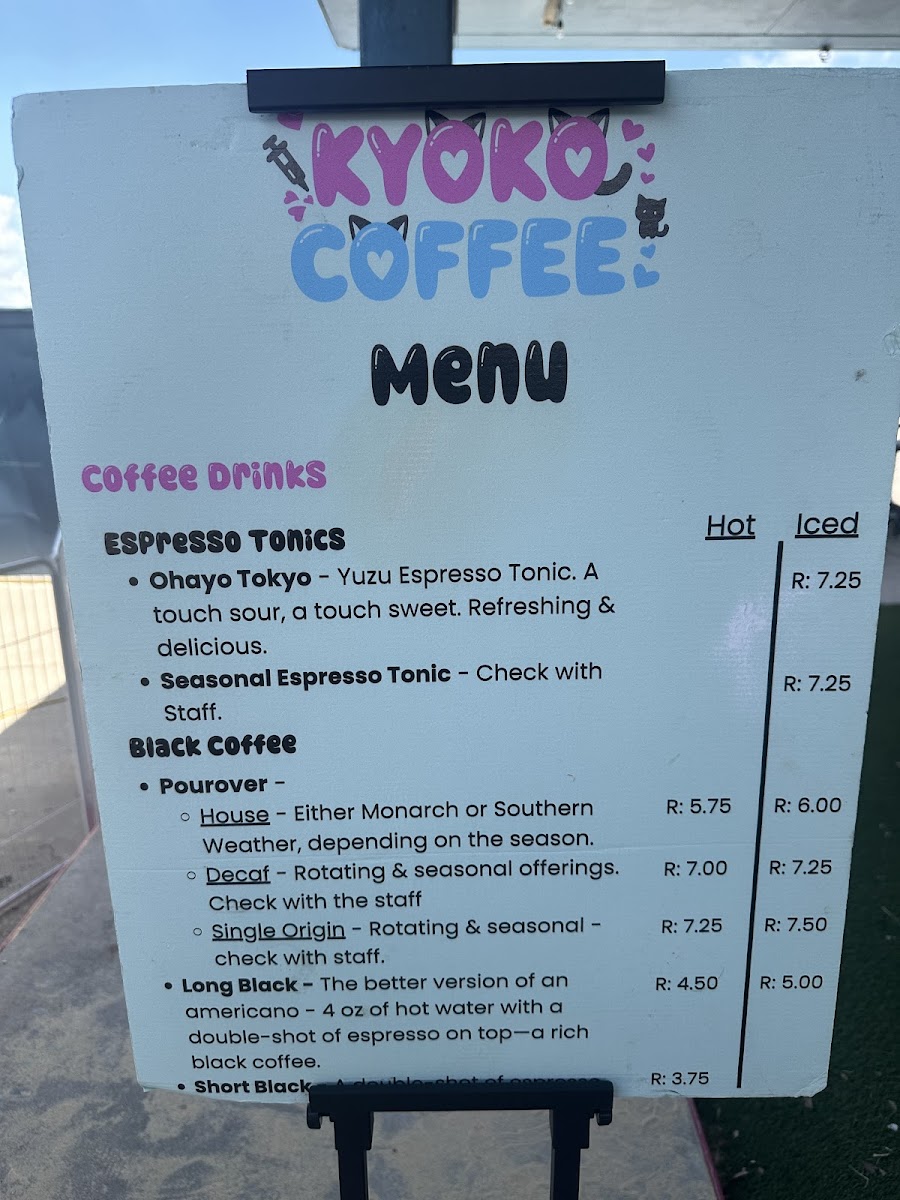 KYOKO
COFFEE
Menu
Coffee Drinks
Hot Iced
Espresso Tonics
• Ohayo Tokyo - Yuzu Espresso Tonic. A R: 7.25
touch sour, a touch sweet. Refreshing &
delicious.
• Seasonal Espresso Tonic - Check with R: 7.25
Staff.
Black Coffee
• Pourover -
○ House - Either Monarch or Southern R: 5.75 R: 6.00
Weather, depending on the season.
○ Decaf - Rotating & seasonal offerings. R: 7.00 R: 7.25
Check with the staff
○ Single Origin - Rotating & seasonal - R: 7.25 R: 7.50
check with staff.
• Long Black - The better version of an R: 4.50 R: 5.00
americano - 4 oz of hot water with a
double-shot of espresso on top—a rich
black coffee.
• Short Black - A double-shot of espresso R: 3.75